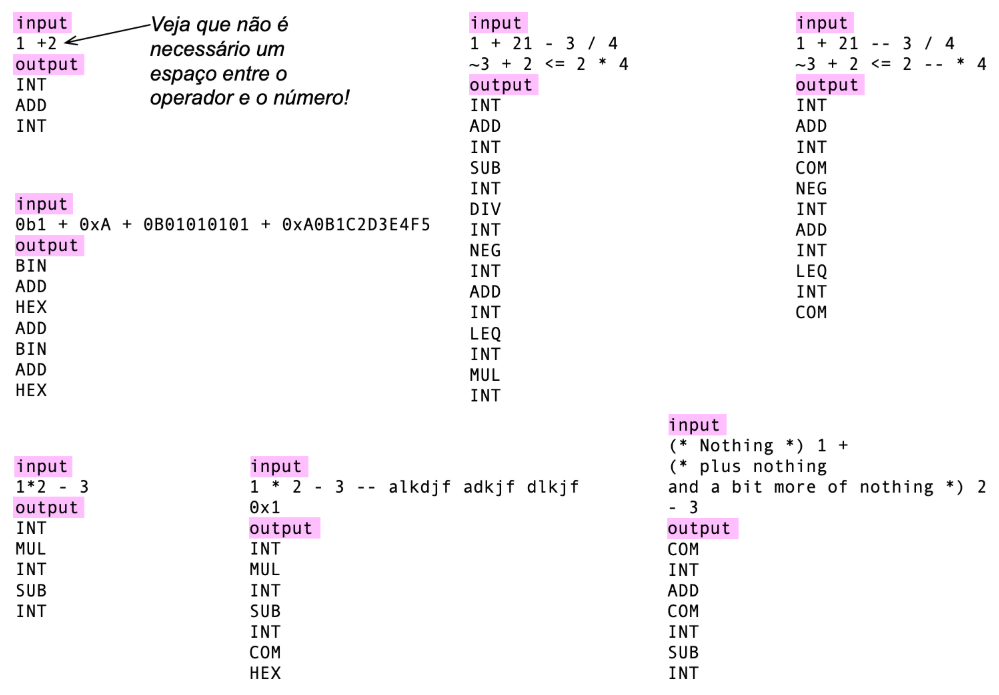 input
1 +2
output
INT
ADD
INT
Veja que não é
necessário um
espaço entre o
operador e o número!
input
1 + 21 - 3 / 4
~3 + 2 <= 2 * 4
output
INT
ADD
INT
SUB
INT
DIV
INT
NEG
INT
ADD
INT
LEQ
INT
MUL
INT
input
1 + 21 -- 3 / 4
~3 + 2 <= 2 -- * 4
output
INT
ADD
INT
COM
NEG
INT
ADD
INT
LEQ
INT
COM
input
0b1 + 0xA + 0B01010101 + 0xA0B1C2D3E4F5
output
BIN
ADD
HEX
ADD
BIN
ADD
HEX
input
1*2 - 3
output
INT
MUL
INT
SUB
INT
input
1 * 2 - 3 -- alkdjf adkjf dlkjf
0x1
output
INT
MUL
INT
SUB
INT
COM
HEX
input
(* Nothing *) 1 +
(* plus nothing
and a bit more of nothing *) 2
- 3
output
COM
INT
ADD
COM
INT
SUB
INT